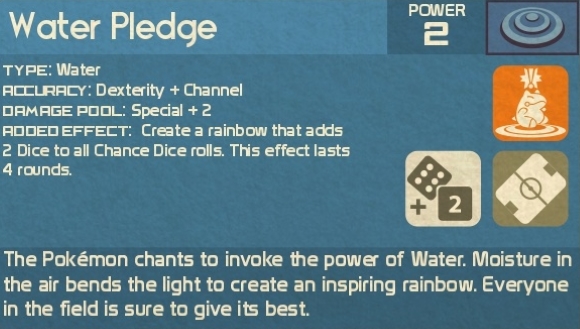 Water Pledge
POWER
2
TYPE: Water
ACCURACY: Dexterity + Channel
DAMAGE POOL: Special + 2
ADDED EFFECT: Create a rainbow that adds
2 Dice to all Chance Dice rolls. This effect lasts
4 rounds.
+ 2
The Pokémon chants to invoke the power of Water. Moisture in
the air bends the light to create an inspiring rainbow. Everyone
in the field is sure to give its best.